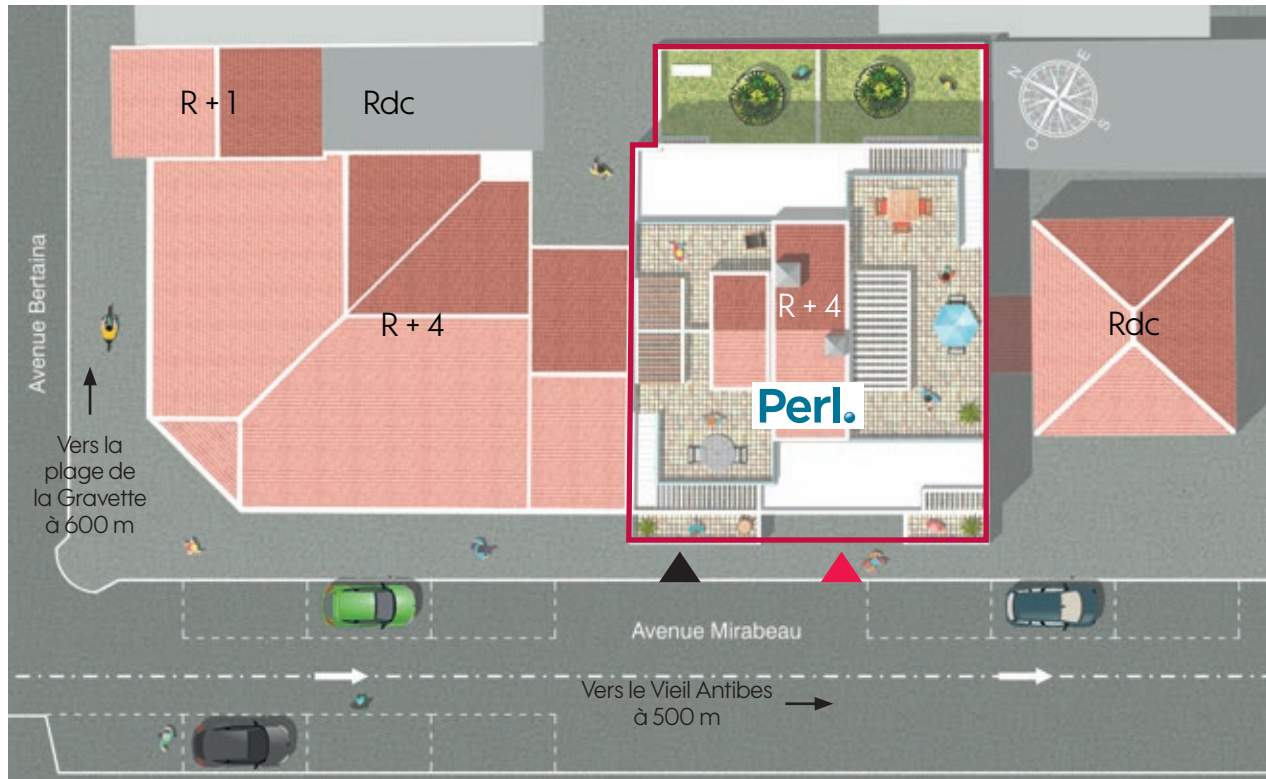 R + 1
Rdc
N
E
O
S
Avenue Bertaina
R + 4
R + 4
Rdc
Perl.
Vers la
plage de
la Gravette
à 600 m
Avenue Mirabeau
Vers le Vieil Antibes
à 500 m